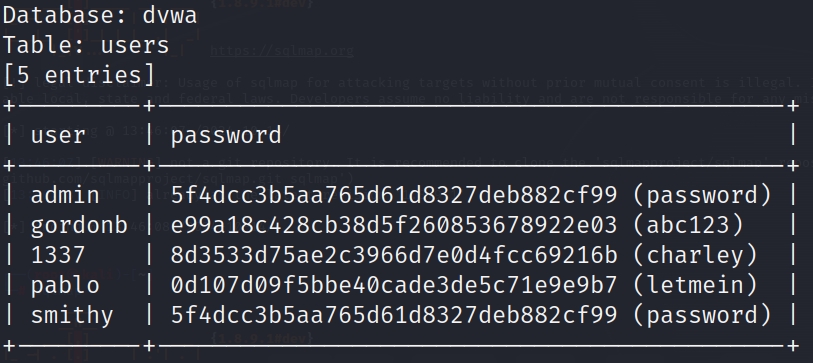 Database: dvwa
Table: users
[5 entries]
+---------+---------------------------------------------+
| user    | password                                    |
+---------+---------------------------------------------+
| admin   | 5f4dcc3b5aa765d61d8327deb882cf99 (password) |
| gordonb | e99a18c428cb38d5f260853678922e03 (abc123)   |
| 1337    | 8d3533d75ae2c3966d7e0d4fcc69216b (charley)  |
| pablo   | 0d107d09f5bbe40cade3de5c71e9e9b7 (letmein)  |
| smithy  | 5f4dcc3b5aa765d61d8327deb882cf99 (password) |
+---------+---------------------------------------------+